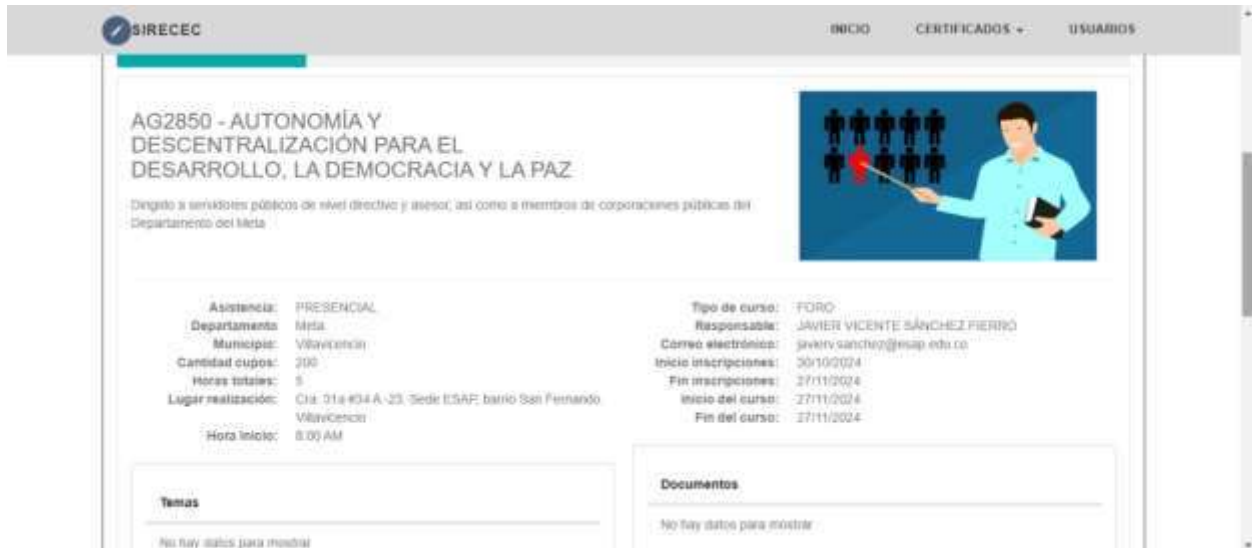 SIRECEC
INICIO CERTIFICADOS USUARIOS
AG2850 - AUTONOMÍA Y
DESCENTRALIZACIÓN PARA EL
DESARROLLO, LA DEMOCRACIA Y LA PAZ
Dirigido a servidores públicos de nivel directivo y asesor, así como a miembros de corporaciones públicas del
Departamento del Meta
Asistencia: PRESENCIAL
Departamento Meta
Municipio: Villavicencio
Cantidad cupos: 200
Horas totales: 5
Lugar realización: Cra. 31a #34 A -23. Sede ESAP, barrio San Fernando.
Villavicencio
Hora Inicio: 8:00 AM
Tipo de curso: FORO
Responsable: JAVIER VICENTE SÁNCHEZ FIERRO
Correo electrónico: javierv.sanchez@esap.edu.co
Inicio inscripciones: 30/10/2024
Fin inscripciones: 27/11/2024
Inicio del curso: 27/11/2024
Fin del curso: 27/11/2024
Temas
No hay datos para mostrar
Documentos
No hay datos para mostrar